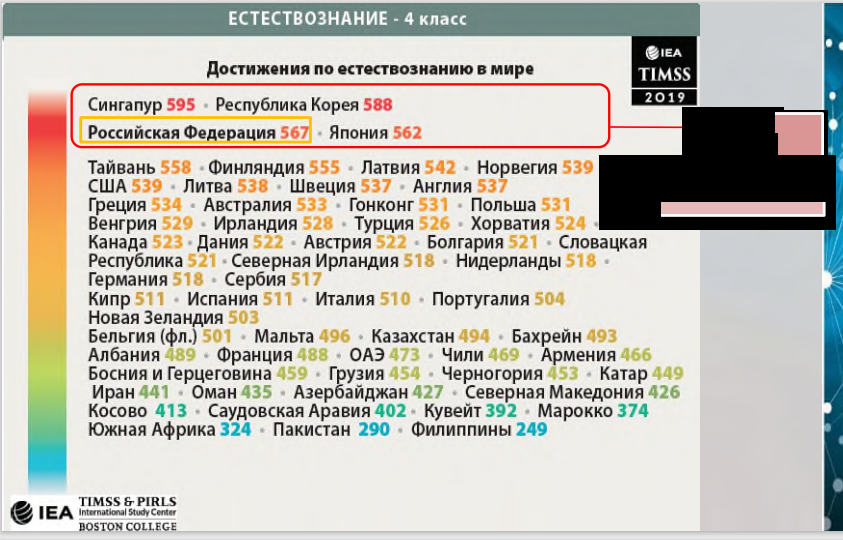 ЕСТЕСТВОЗНАНИЕ - 4 класс
Достижения по естествознанию в мире
IEA
TIMSS
2019
Сингапур 595 • Республика Корея 588
Российская Федерация 567 • Япония 562
Тайвань 558 • Финляндия 555 • Латвия 542 • Норвегия 539
США 539 • Литва 538 • Швеция 537 • Англия 537
Греция 534 • Австралия 533 • Гонконг 531 • Польша 531
Венгрия 529 • Ирландия 528 • Турция 526 • Хорватия 524 •
Канада 523 • Дания 522 • Австрия 522 • Болгария 521 • Словацкая
Республика 521 • Северная Ирландия 518 • Нидерланды 518 •
Германия 518 • Сербия 517
Кипр 511 • Испания 511 • Италия 510 • Португалия 504
Новая Зеландия 503
Бельгия (фл.) 501 • Мальта 496 • Казахстан 494 • Бахрейн 493
Албания 489 • Франция 488 • ОАЭ 473 • Чили 469 • Армения 466
Босния и Герцеговина 459 • Грузия 454 • Черногория 453 • Катар 449
Иран 441 • Оман 435 • Азербайджан 427 • Северная Македония 426
Косово 413 • Саудовская Аравия 402 • Кувейт 392 • Марокко 374
Южная Африка 324 • Пакистан 290 • Филиппины 249
IEA
TIMSS & PIRLS
International Study Center
BOSTON COLLEGE